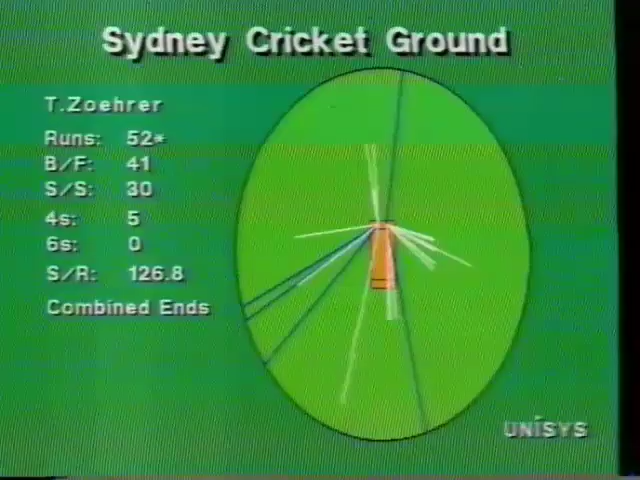 Sydney Cricket Ground
T.Zoehrer
Runs: 52*
B/F: 41
S/S: 30
4s: 5
6s: 0
S/R: 126.8
Combined Ends
UNISYS